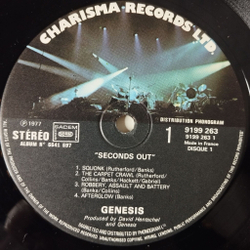 CHARISMA RECORDS LTD.
DISTRIBUTION PHONOGRAM
℗ 1977
STÉRÉO
ALBUM N° 6641 697
SACEM
1
9199 263
9199 263 1
Made in France
DISQUE 1
"SECONDS OUT"
1. SQUONK (Rutherford/Banks)
2. THE CARPET CRAWL (Rutherford/
Collins/Banks/Hackett/Gabriel)
3. ROBBERY, ASSAULT AND BATTERY
(Banks/Collins)
4. AFTERGLOW (Banks)
GENESIS
Produced by David Hentschel
and Genesis